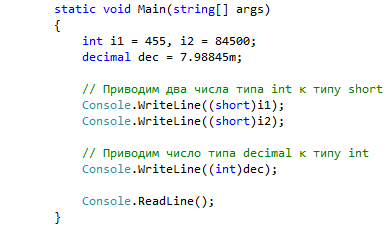 static void Main(string[] args)
{
    int i1 = 455, i2 = 84500;
    decimal dec = 7.98845m;

    // Приводим два числа типа int к типу short
    Console.WriteLine((short)i1);
    Console.WriteLine((short)i2);

    // Приводим число типа decimal к типу int
    Console.WriteLine((int)dec);

    Console.ReadLine();
}